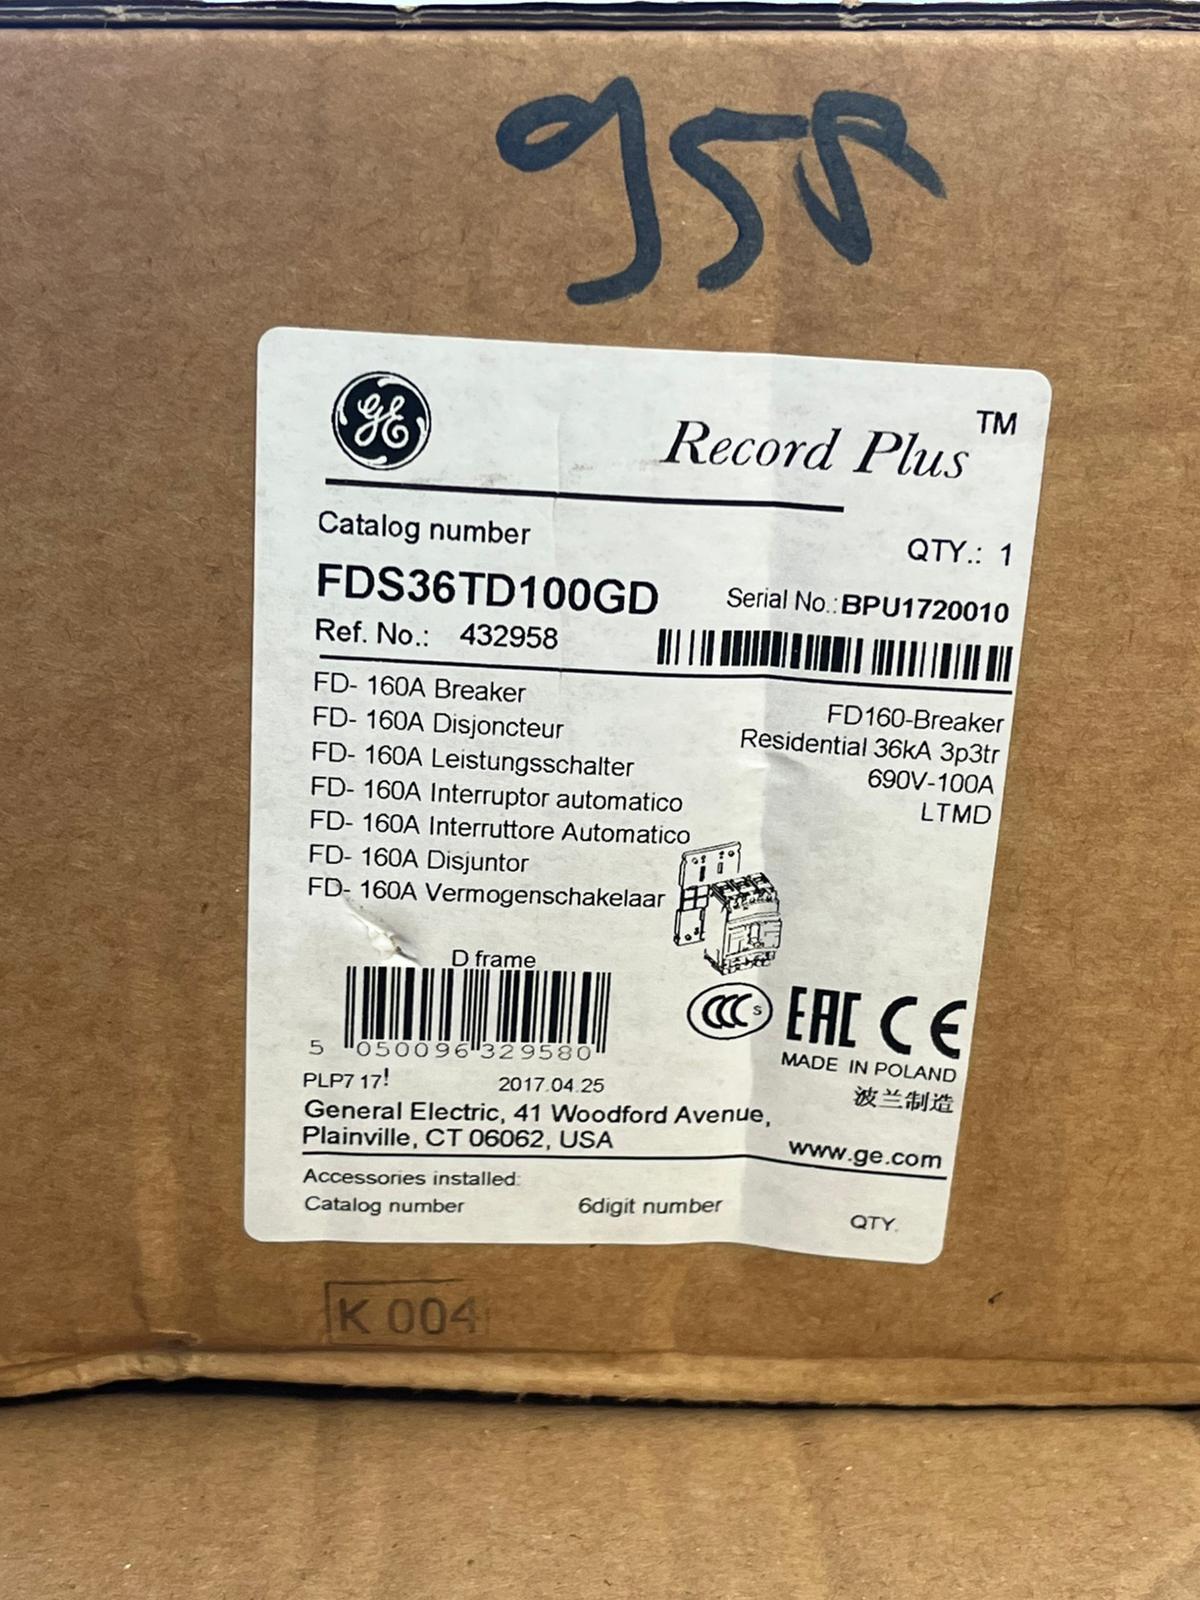 958
GE
Record Plus™
Catalog number
QTY.: 1
FDS36TD100GD
Serial No.: BPU1720010
Ref. No.: 432958
FD- 160A Breaker
FD- 160A Disjoncteur
FD- 160A Leistungsschalter
FD- 160A Interruptor automatico
FD- 160A Interruttore Automatico
FD- 160A Disjuntor
FD- 160A Vermogenschakelaar
FD160-Breaker
Residential 36kA 3p3tr
690V-100A
LTMD
D frame
5 050096 329580
CCC S EAC CE
MADE IN POLAND
波兰制造
PLP7 17! 2017.04.25
General Electric, 41 Woodford Avenue,
Plainville, CT 06062, USA
www.ge.com
Accessories installed:
Catalog number 6digit number QTY.
K 004